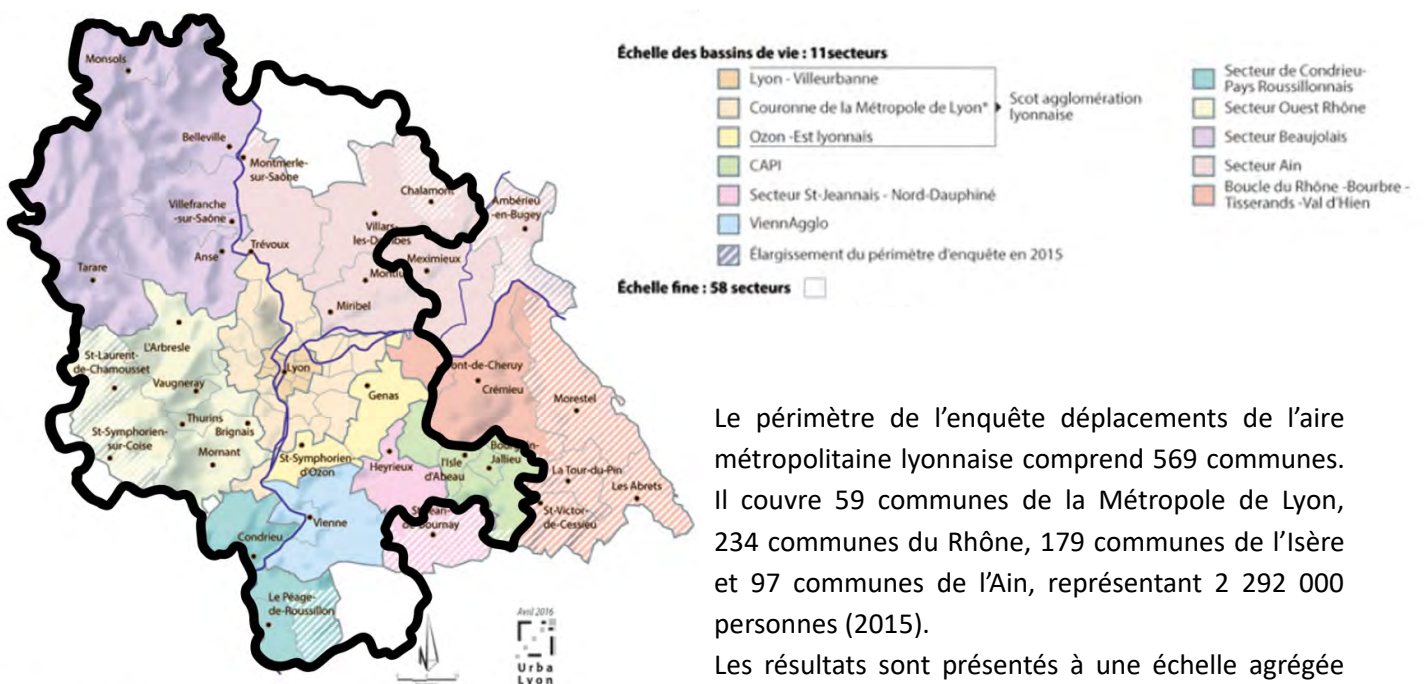 Monsols
Belleville
Montmerle-
sur-Saône
Chalamont
Ambérieu
-en-Bugey
Villefranche
-sur-Saône
Villars-
les-Dombes
Anse
Trévoux
Meximieux
Tarare
Miribel
L'Arbresle
St-Laurent-
de-Chamousset
Lyon
Vaugneray
Genas
Crémieu
Morestel
Thurins
Brignais
St-Symphorien-
sur-Coise
Mornant
St-Symphorien
d'Ozon
Heyrieux
l'Isle
d'Abeau
La Tour-du-Pin
Les Abrets
Vienne
St-Victor-
de-Cessieu
Condrieu
Le Péage-
de-Roussillon
Avril 2016
Urba
Lyon
Échelle des bassins de vie : 11secteurs
Lyon - Villeurbanne
Couronne de la Métropole de Lyon*
Ozon -Est lyonnais
Scot agglomération
lyonnaise
CAPI
Secteur St-Jeannais - Nord-Dauphiné
ViennAgglo
Élargissement du périmètre d'enquête en 2015
Échelle fine : 58 secteurs
Secteur de Condrieu-
Pays Roussillonnais
Secteur Ouest Rhône
Secteur Beaujolais
Secteur Ain
Boucle du Rhône -Bourbre -
Tisserands -Val d'Hien
Le périmètre de l'enquête déplacements de l'aire
métropolitaine lyonnaise comprend 569 communes.
Il couvre 59 communes de la Métropole de Lyon,
234 communes du Rhône, 179 communes de l'Isère
et 97 communes de l'Ain, représentant 2 292 000
personnes (2015).
Les résultats sont présentés à une échelle agrégée